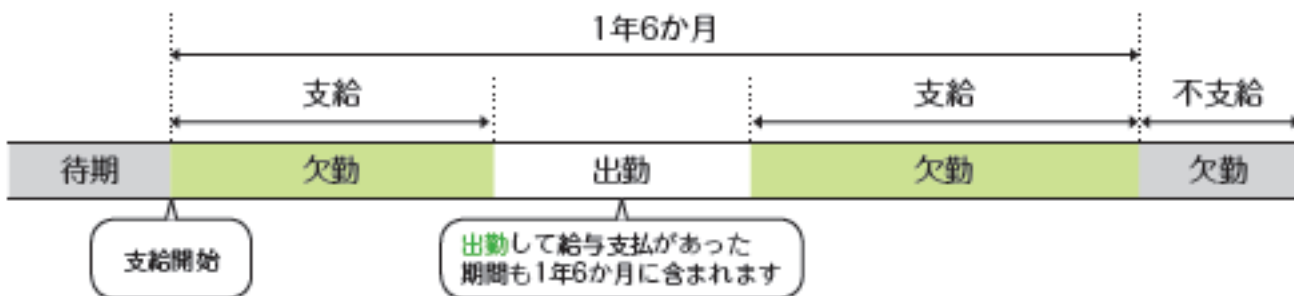 1年6か月
支給
支給
不支給
待期
欠勤
出勤
欠勤
欠勤
支給開始
出勤して給与支払があった
期間も1年6か月に含まれます